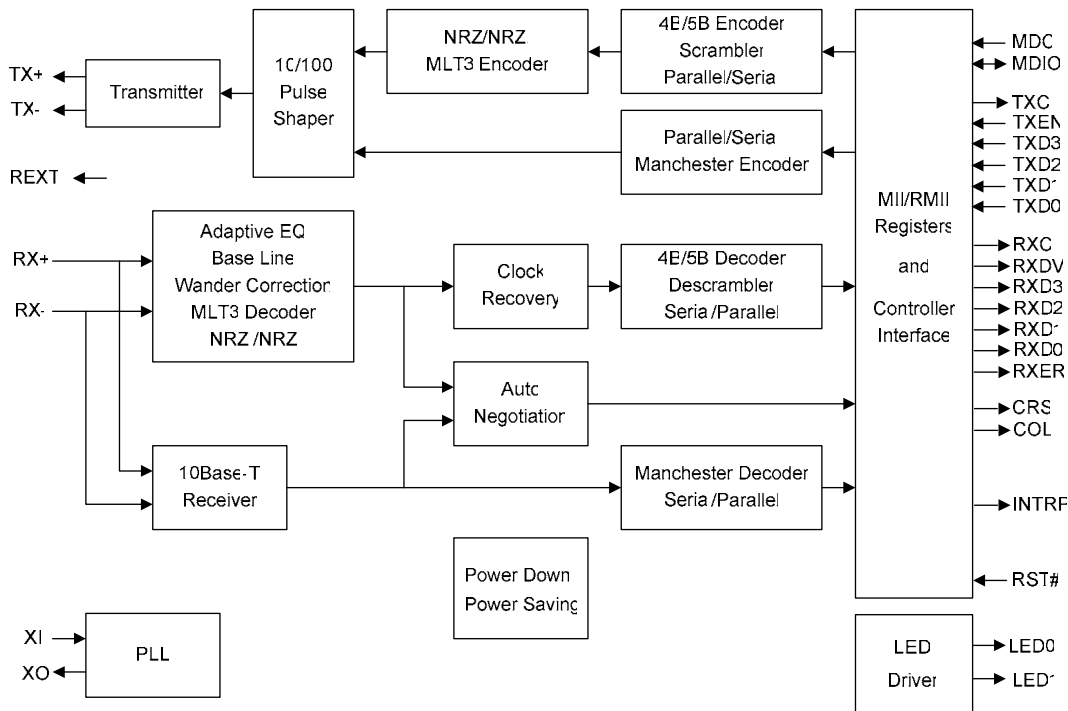 TX+
TX-
REXT
RX+
RX-
XI
XO
Transmitter
10/100
Pulse
Shaper
NRZ/NRZ
MLT3 Encoder
4B/5B Encoder
Scrambler
Parallel/Seria
Parallel/Seria
Manchester Encoder
Adaptive EQ
Base Line
Wander Correction
MLT3 Decoder
NRZ /NRZ
Clock
Recovery
4B/5B Decoder
Descrambler
Seria /Parallel
Auto
Negotiation
10Base-T
Receiver
Manchester Decoder
Seria /Parallel
Power Down
Power Saving
PLL
MII/RMII
Registers
and
Controller
Interface
LED
Driver
MDC
MDIO
TXC
TXEN
TXD3
TXD2
TXD1
TXD0
RXC
RXDV
RXD3
RXD2
RXD1
RXD0
RXER
CRS
COL
INTRP
RST#
LED0
LED1